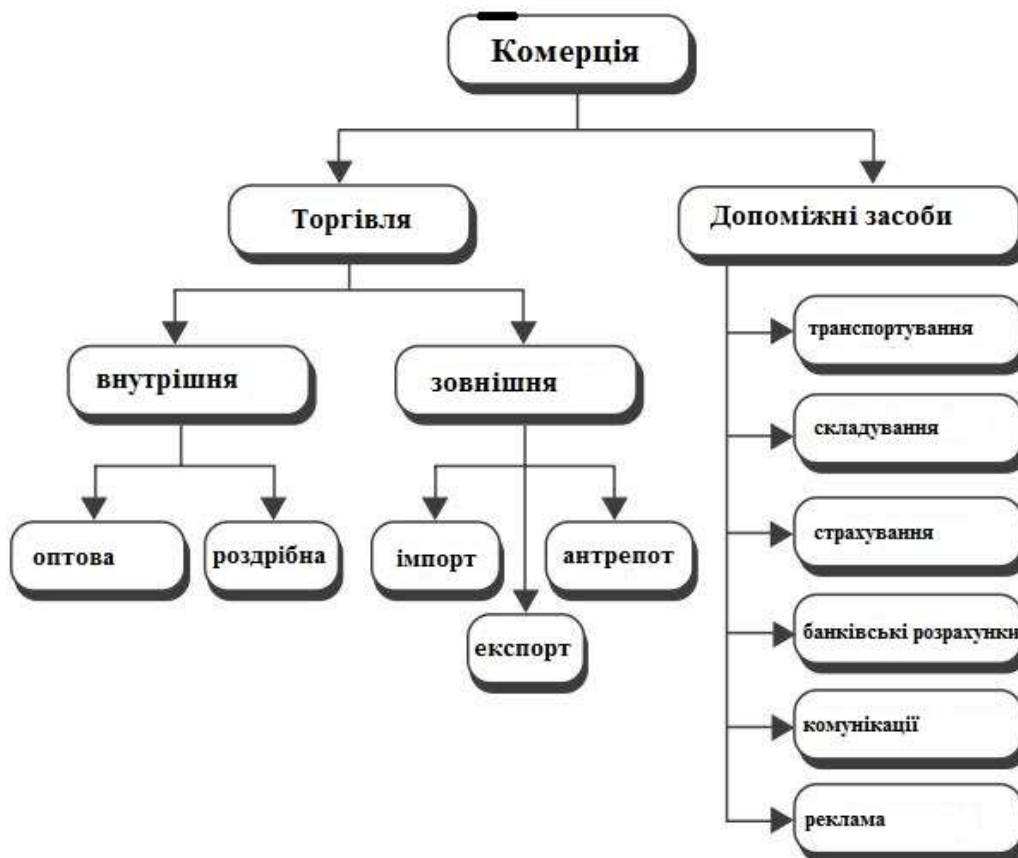 Комерція
Торгівля
Допоміжні засоби
внутрішня
зовнішня
оптова
роздрібна
імпорт
антрепот
експорт
транспортування
складування
страхування
банківські розрахунки
комунікації
реклама